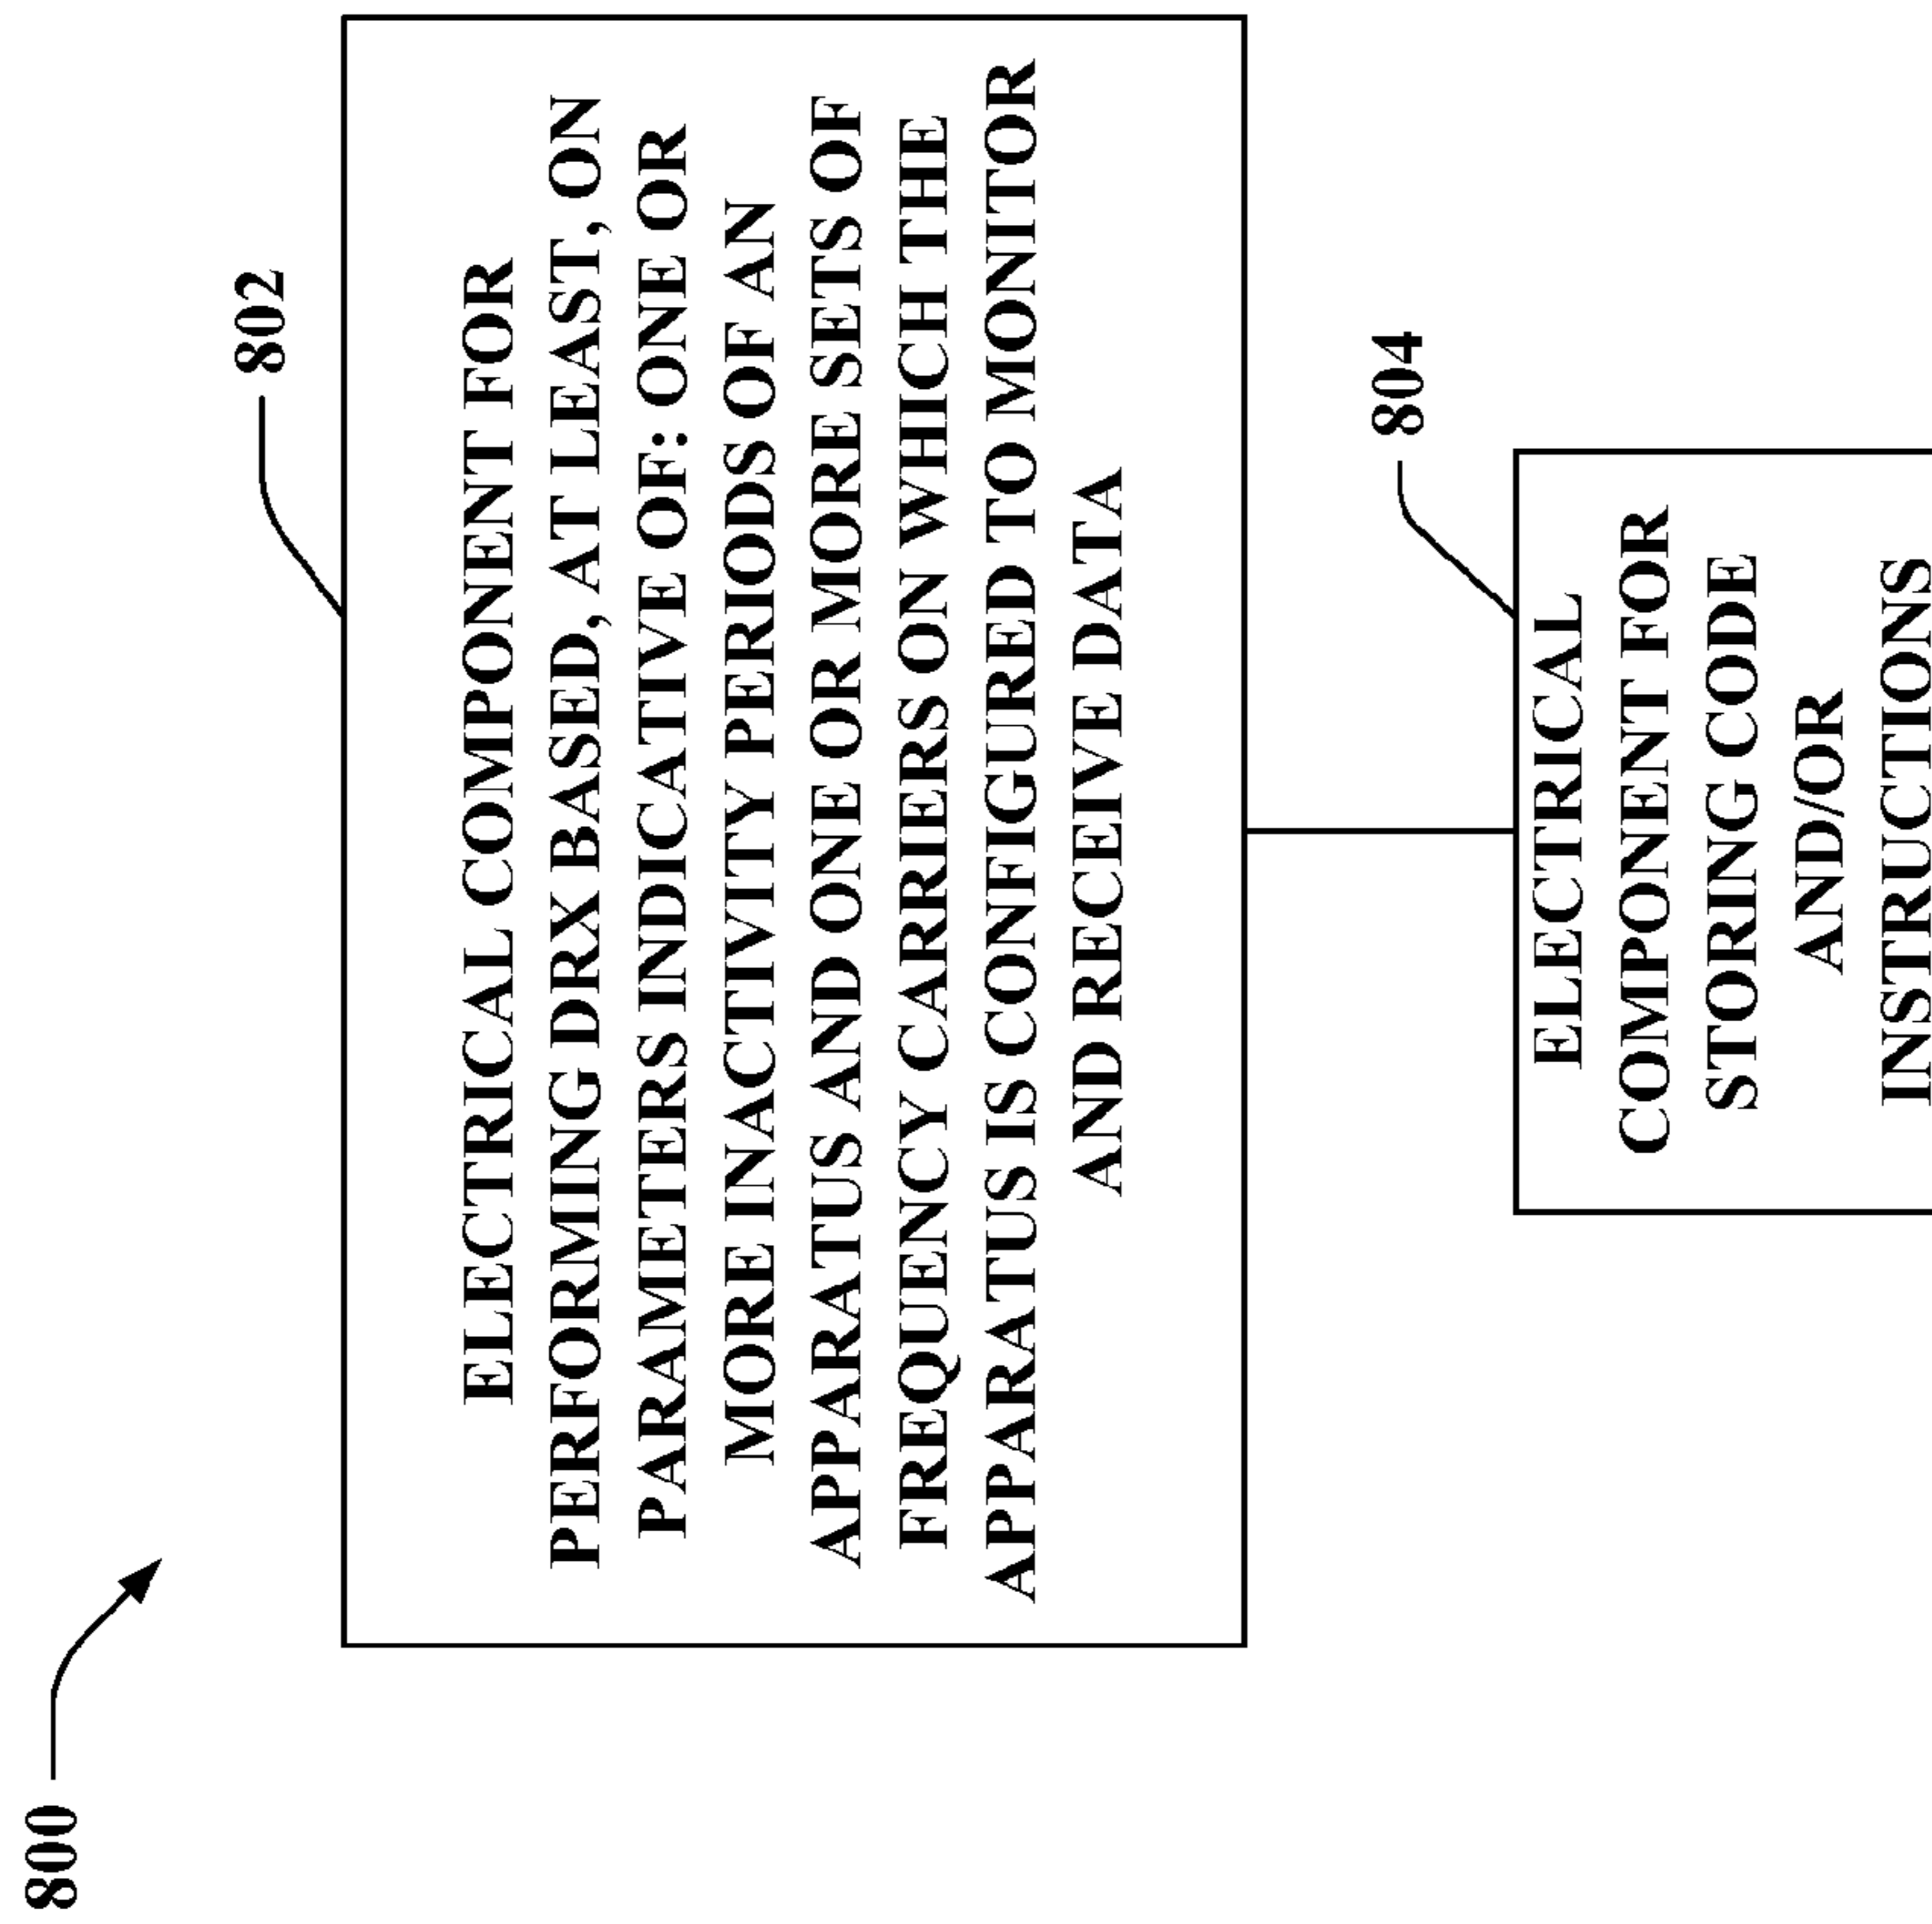 800
802
ELECTRICAL COMPONENT FOR
PERFORMING DRX BASED, AT LEAST, ON
PARAMETERS INDICATIVE OF: ONE OR
MORE INACTIVITY PERIODS OF AN
APPARATUS AND ONE OR MORE SETS OF
FREQUENCY CARRIERS ON WHICH THE
APPARATUS IS CONFIGURED TO MONITOR
AND RECEIVE DATA
804
ELECTRICAL
COMPONENT FOR
STORING CODE
AND/OR
INSTRUCTIONS